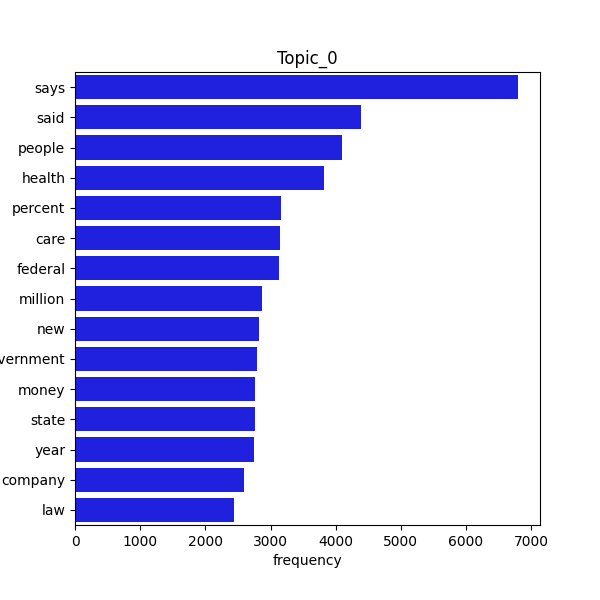 Topic_0
says
said
people
health
percent
care
federal
million
new
vernment
money
state
year
company
law
0 1000 2000 3000 4000 5000 6000 7000
frequency